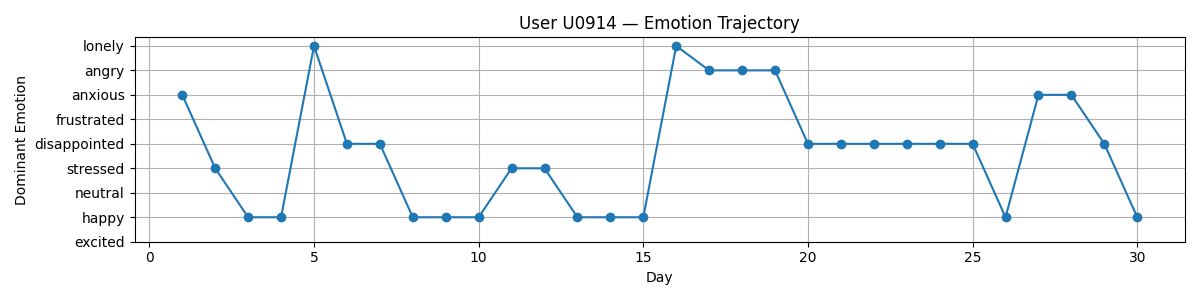 User U0914 — Emotion Trajectory
Dominant Emotion
lonely
angry
anxious
frustrated
disappointed
stressed
neutral
happy
excited
0 5 10 15 20 25 30
Day